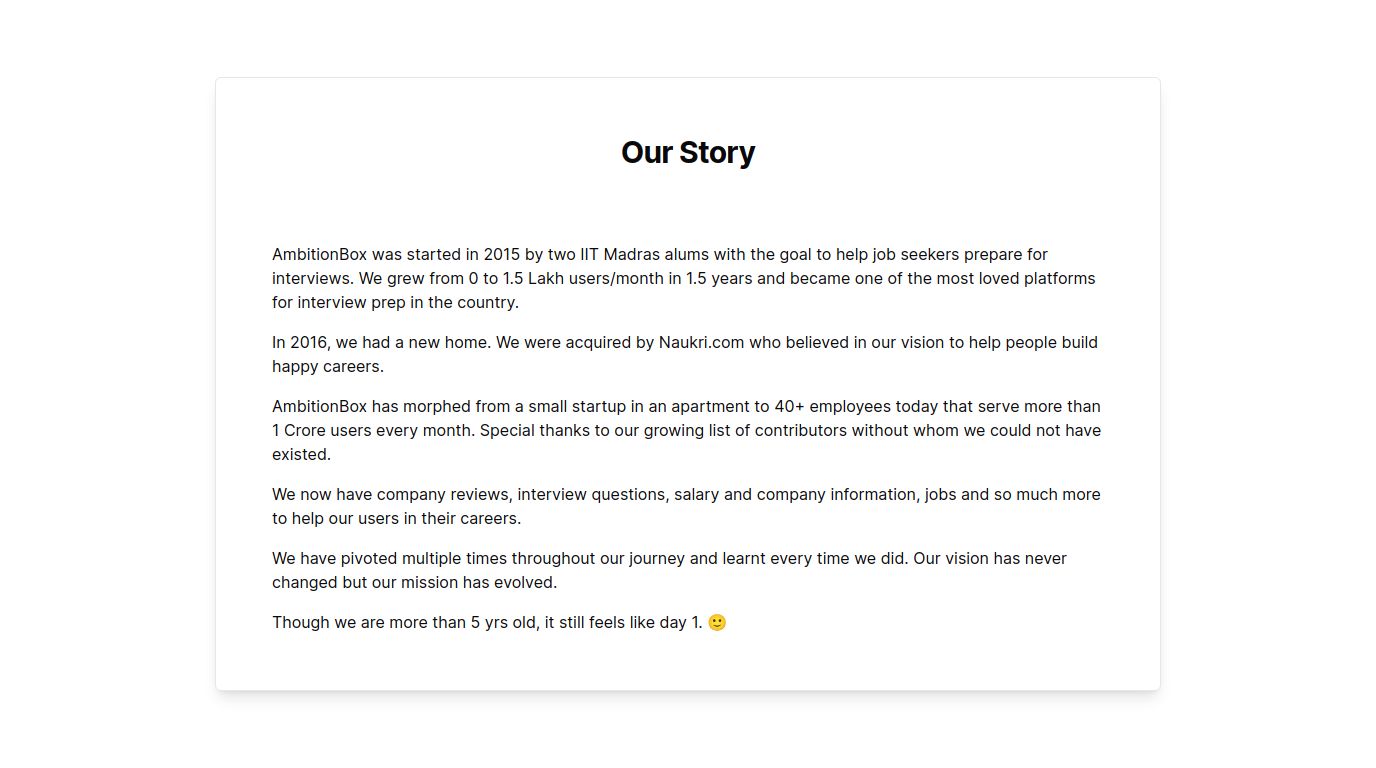 Our Story
AmbitionBox was started in 2015 by two IIT Madras alums with the goal to help job seekers prepare for
interviews. We grew from 0 to 1.5 Lakh users/month in 1.5 years and became one of the most loved platforms
for interview prep in the country.
In 2016, we had a new home. We were acquired by Naukri.com who believed in our vision to help people build
happy careers.
AmbitionBox has morphed from a small startup in an apartment to 40+ employees today that serve more than
1 Crore users every month. Special thanks to our growing list of contributors without whom we could not have
existed.
We now have company reviews, interview questions, salary and company information, jobs and so much more
to help our users in their careers.
We have pivoted multiple times throughout our journey and learnt every time we did. Our vision has never
changed but our mission has evolved.
Though we are more than 5 yrs old, it still feels like day 1. 🙂